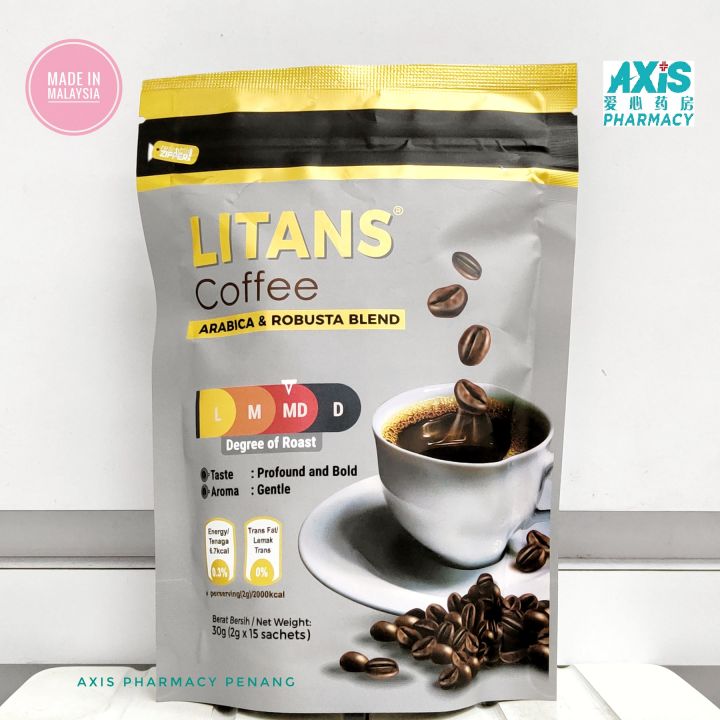 MADE IN
MALAYSIA
AXiS
爱心药房
PHARMACY
ZIPPER
LITANS®
Coffee
ARABICA & ROBUSTA BLEND
L M MD D
Degree of Roast
Taste : Profound and Bold
Aroma : Gentle
Energy/
Tenaga
6.7kcal
0.3%
Trans Fat/
Lemak
Trans
0%
perserving(2g)/2000kcal
Berat Bersih / Net Weight:
30g (2g x 15 sachets)
AXIS PHARMACY PENANG